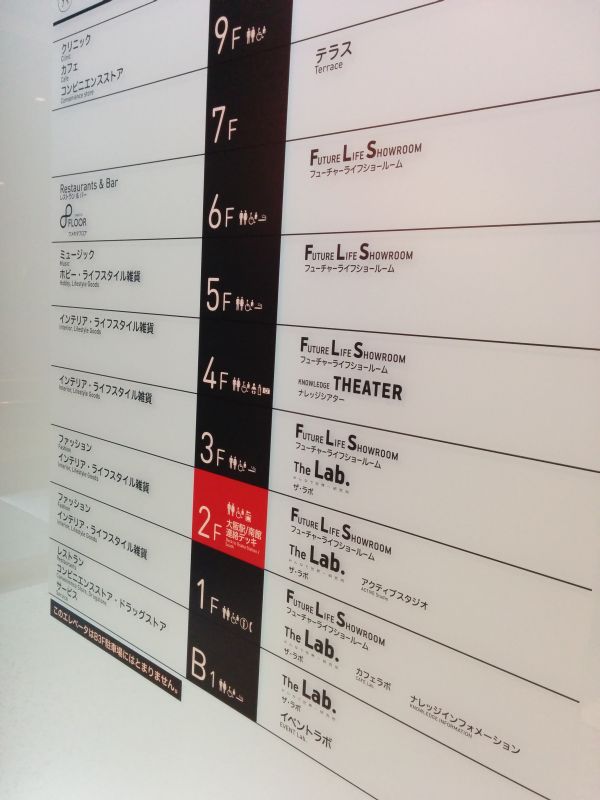 クリニック
Clinic
カフェ
Cafe
コンビニエンスストア
Convenience store
9F
テラス
Terrace
7F
FUTURE LIFE SHOWROOM
フューチャーライフショールーム
Restaurants & Bar
レストラン & バー
FLOOR
ウメキタフロア
6F
FUTURE LIFE SHOWROOM
フューチャーライフショールーム
ミュージック
Music
ホビー・ライフスタイル雑貨
Hobby, Lifestyle Goods
5F
FUTURE LIFE SHOWROOM
フューチャーライフショールーム
KNOWLEDGE THEATER
ナレッジシアター
インテリア・ライフスタイル雑貨
Interior, Lifestyle Goods
4F
FUTURE LIFE SHOWROOM
フューチャーライフショールーム
The Lab.
ザ・ラボ
インテリア・ライフスタイル雑貨
Interior, Lifestyle Goods
3F
FUTURE LIFE SHOWROOM
フューチャーライフショールーム
The Lab.
ザ・ラボ
アクティブスタジオ
ACTIVE Studio
ファッション
Fashion
インテリア・ライフスタイル雑貨
Interior, Lifestyle Goods
2F
大阪駅/南館
連絡デッキ
FUTURE LIFE SHOWROOM
フューチャーライフショールーム
The Lab.
ザ・ラボ
カフェラボ
CAFE Lab.
ナレッジインフォメーション
KNOWLEDGE INFORMATION
ファッション
Fashion
インテリア・ライフスタイル雑貨
Interior, Lifestyle Goods
1F
The Lab.
ザ・ラボ
イベントラボ
EVENT Lab.
レストラン
Restaurant
コンビニエンスストア・ドラッグストア
Convenience Store, Drugstore
サービス
Service
B1
このエレベータはB3F駐車場にはとまりません。